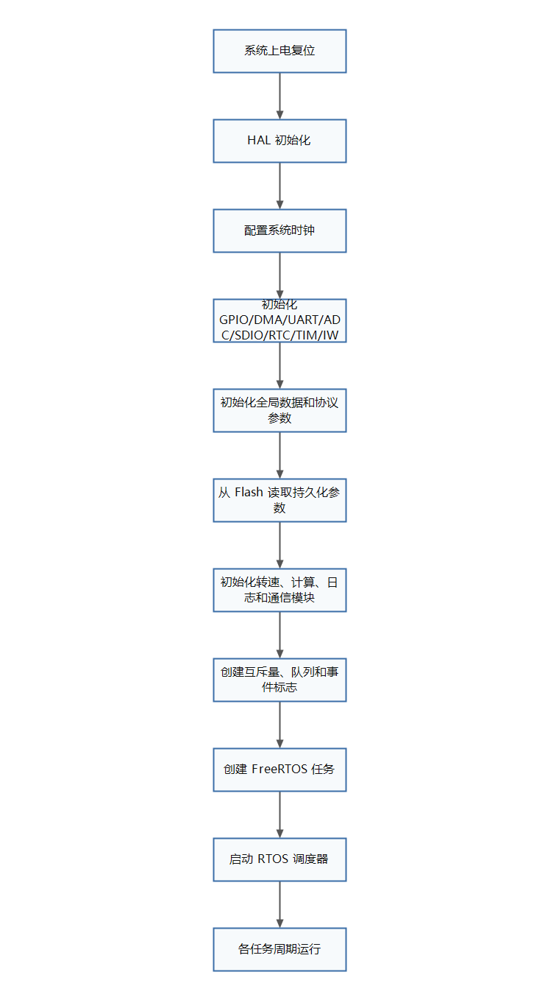 系统上电复位
HAL 初始化
配置系统时钟
初始化
GPIO/DMA/UART/AD
C/SDIO/RTC/TIM/IW
初始化全局数据和协议
参数
从 Flash 读取持久化参
数
初始化转速、计算、日
志和通信模块
创建互斥量、队列和事
件标志
创建 FreeRTOS 任务
启动 RTOS 调度器
各任务周期运行